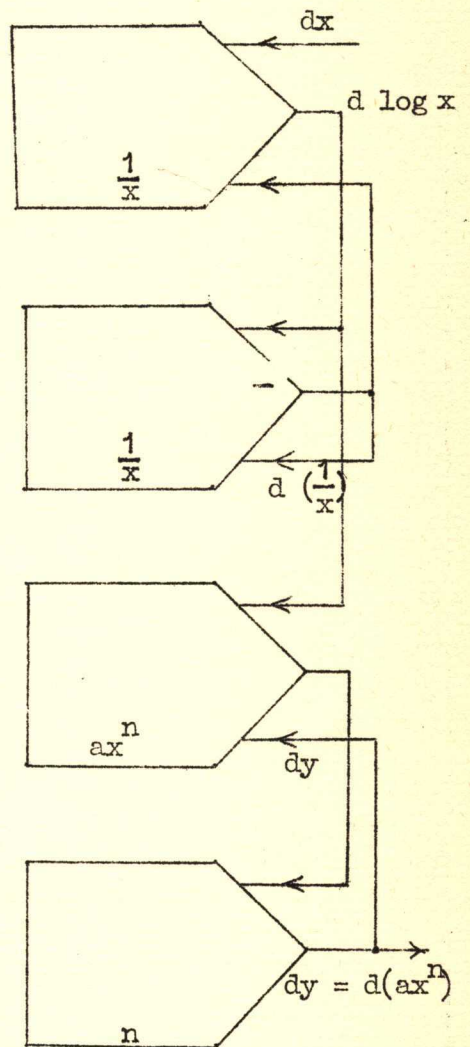 dx
d log x
1/x
-
1/x
d (1/x)
ax^n
dy
dy = d(ax^n)
n